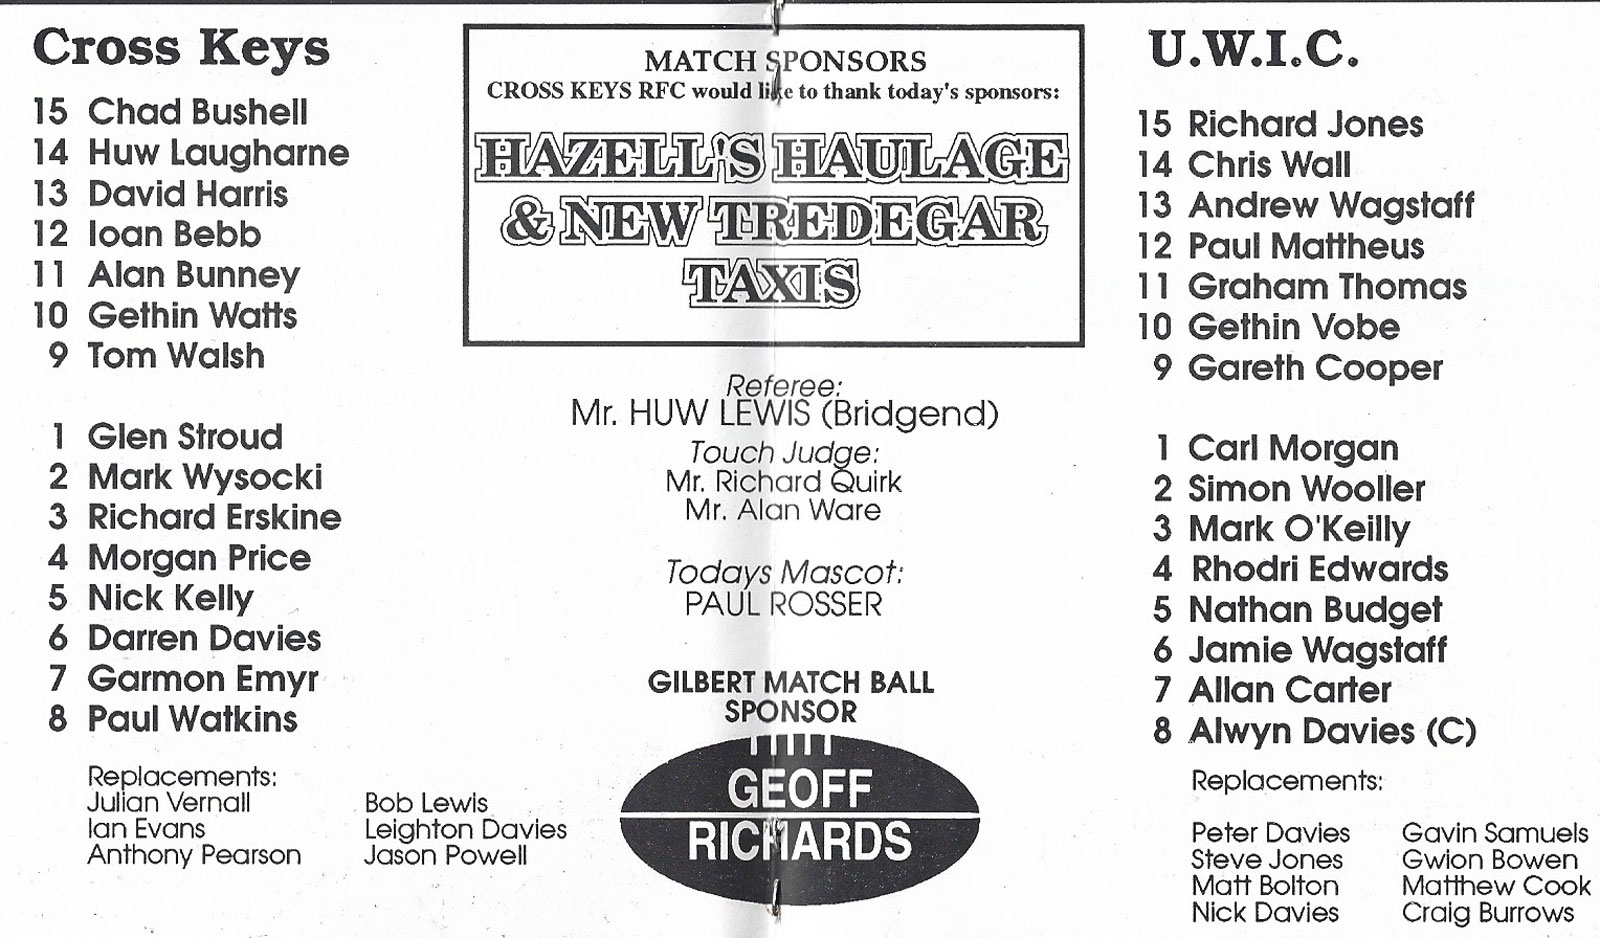 Cross Keys
15 Chad Bushell
14 Huw Laugharne
13 David Harris
12 Ioan Bebb
11 Alan Bunney
10 Gethin Watts
9 Tom Walsh
1 Glen Stroud
2 Mark Wysocki
3 Richard Erskine
4 Morgan Price
5 Nick Kelly
6 Darren Davies
7 Garmon Emyr
8 Paul Watkins
Replacements:
Julian Vernall
Ian Evans
Anthony Pearson
Bob Lewis
Leighton Davies
Jason Powell
MATCH SPONSORS
CROSS KEYS RFC would like to thank today's sponsors:
HAZELL'S HAULAGE
& NEW TREDEGAR
TAXIS
Referee:
Mr. HUW LEWIS (Bridgend)
Touch Judge:
Mr. Richard Quirk
Mr. Alan Ware
Todays Mascot:
PAUL ROSSER
GILBERT MATCH BALL
SPONSOR
GEOFF
RICHARDS
U.W.I.C.
15 Richard Jones
14 Chris Wall
13 Andrew Wagstaff
12 Paul Mattheus
11 Graham Thomas
10 Gethin Vobe
9 Gareth Cooper
1 Carl Morgan
2 Simon Wooller
3 Mark O'Keilly
4 Rhodri Edwards
5 Nathan Budget
6 Jamie Wagstaff
7 Allan Carter
8 Alwyn Davies (C)
Replacements:
Peter Davies
Steve Jones
Matt Bolton
Nick Davies
Gavin Samuels
Gwion Bowen
Matthew Cook
Craig Burrows